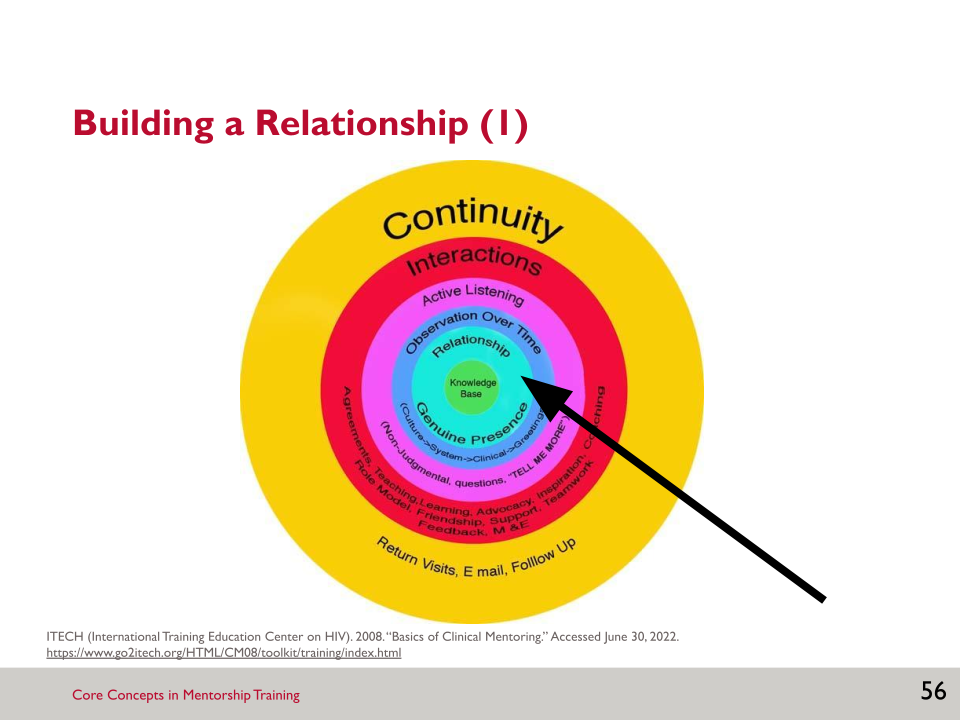 Building a Relationship (1)
Continuity
Interactions
Active Listening
Observation Over Time
Relationship
Knowledge
Base
Genuine Presence
(Culture->System->Clinical->Greetings)
(Non-Judgmental, questions, "TELL ME MORE")
Agreements, Teaching,Learning, Advocacy, Inspiration, Coaching
Role Model, Friendship, Support, Teamwork
Feedback, M &E
Return Visits, E mail, Folllow Up
ITECH (International Training Education Center on HIV). 2008. “Basics of Clinical Mentoring.” Accessed June 30, 2022.
https://www.go2itech.org/HTML/CM08/toolkit/training/index.html
Core Concepts in Mentorship Training
56